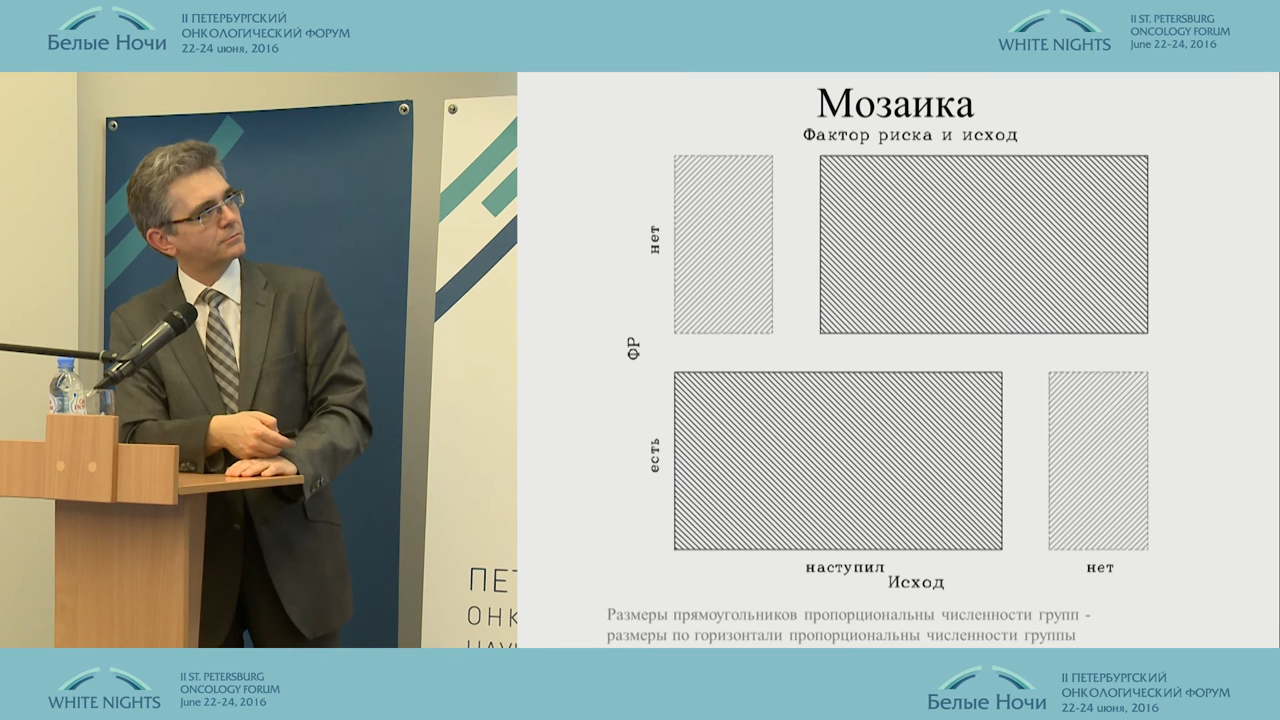 Белые Ночи
II ПЕТЕРБУРГСКИЙ
ОНКОЛОГИЧЕСКИЙ ФОРУМ
22-24 июня, 2016
WHITE NIGHTS
II ST. PETERSBURG
ONCOLOGY FORUM
June 22-24, 2016
Мозаика
Фактор риска и исход
нет
ФР
есть
наступил
нет
Исход
Размеры прямоугольников пропорциональны численности групп -
размеры по горизонтали пропорциональны численности группы
ПЕТ
ОНК
НАУ
WHITE NIGHTS
II ST. PETERSBURG
ONCOLOGY FORUM
June 22-24, 2016
Белые Ночи
II ПЕТЕРБУРГСКИЙ
ОНКОЛОГИЧЕСКИЙ ФОРУМ
22-24 июня, 2016